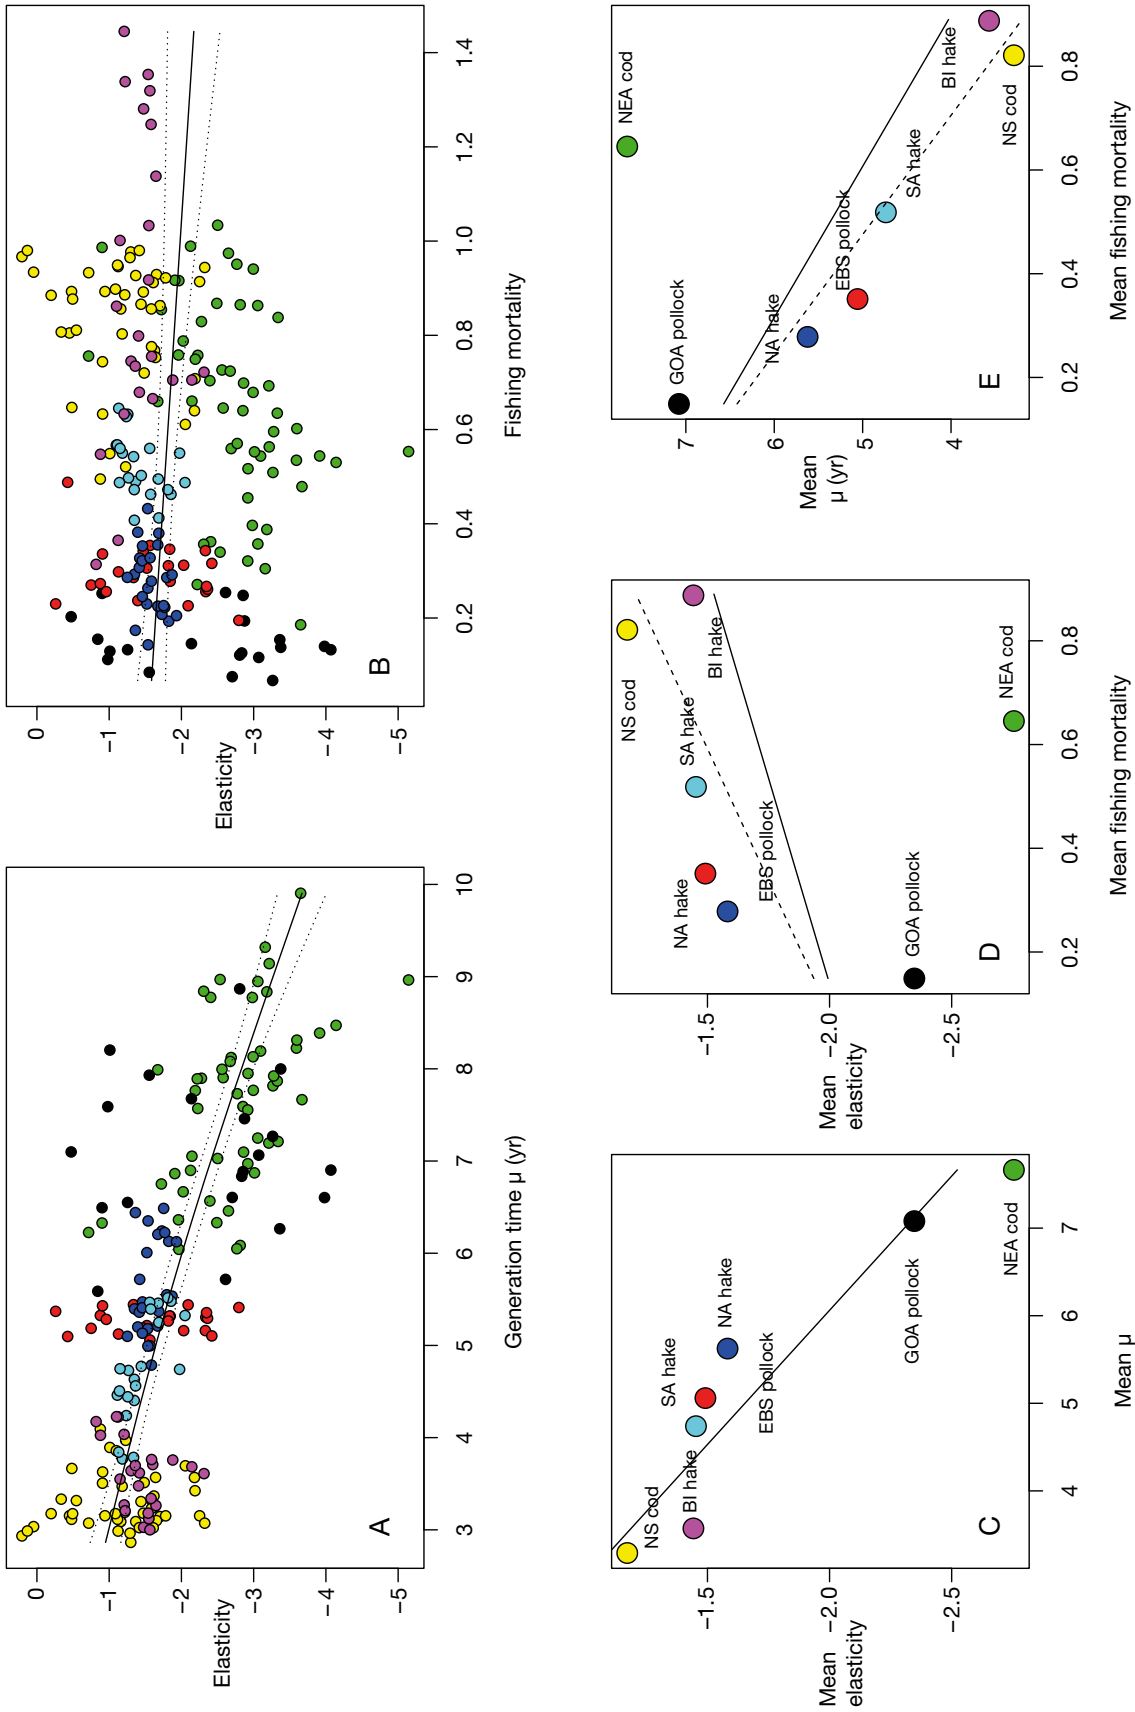 0
−1
−2
−3
−4
−5
Elasticity
A
3
4
5
6
7
8
9
10
Generation time μ (yr)
0
−1
−2
−3
−4
−5
Elasticity
B
0.2
0.4
0.6
0.8
1.0
1.2
1.4
Fishing mortality
−1.5
−2.0
−2.5
Mean
elasticity
NS cod
BI hake
SA hake
EBS pollock
NA hake
GOA pollock
NEA cod
C
4
5
6
7
Mean μ
−1.5
−2.0
−2.5
Mean
elasticity
NA hake
NS cod
SA hake
BI hake
EBS pollock
GOA pollock
NEA cod
D
0.2
0.4
0.6
0.8
Mean fishing mortality
7
6
5
4
Mean
μ (yr)
GOA pollock
NEA cod
NA hake
EBS pollock
SA hake
BI hake
NS cod
E
0.2
0.4
0.6
0.8
Mean fishing mortality